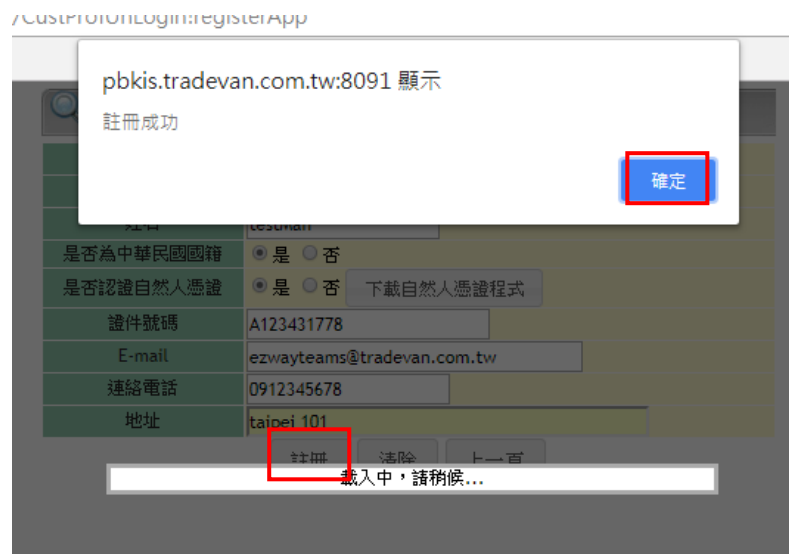 /CustProfUnLogin!registerApp
pbkis.tradevan.com.tw:8091 顯示
註冊成功
確定
姓名 testMan
是否為中華民國國籍 是 否
是否認證自然人憑證 是 否 下載自然人憑證程式
證件號碼 A123431778
E-mail ezwayteams@tradevan.com.tw
連絡電話 0912345678
地址 taipei 101
註冊 清除 上一頁
載入中，請稍候...